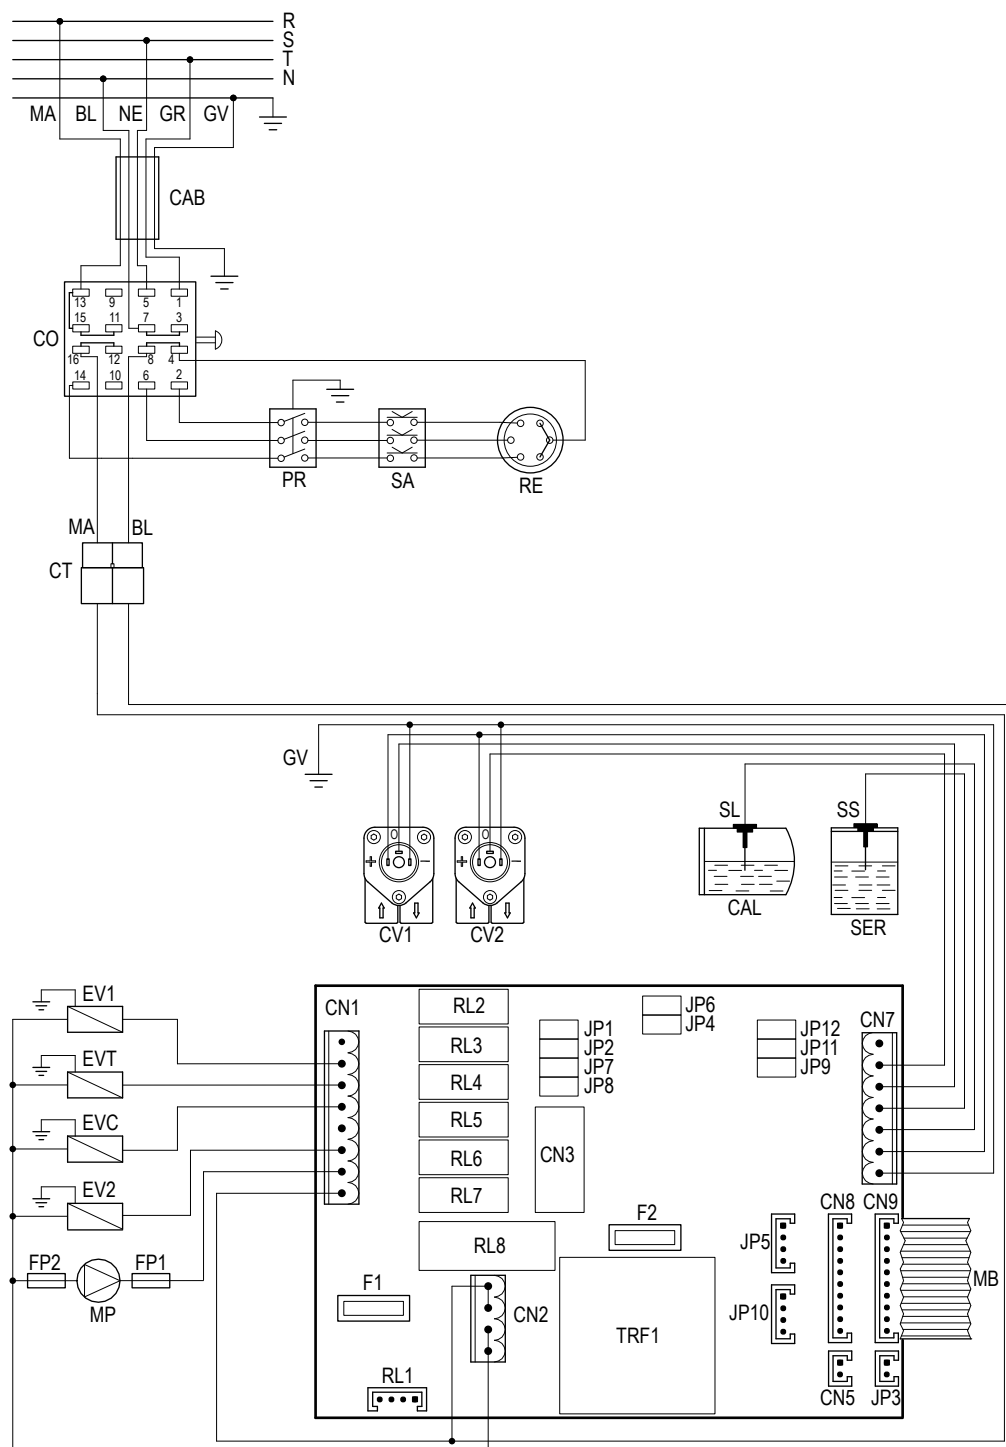 R
S
T
N
MA BL NE GR GV
CAB
13 9 5 1
15 11 7 3
CO
16 12 8 4
14 10 6 2
PR
SA
RE
MA BL
CT
GV
0 0
+ − + −
CV1 CV2
SL SS
CAL SER
EV1
EVT
EVC
EV2
FP2 FP1
MP
CN1
RL2
RL3
RL4
RL5
RL6
RL7
RL8
JP6
JP4
JP1
JP2
JP7
JP8
JP12
JP11
JP9
CN7
CN3
F2
CN8 CN9
JP5
MB
F1
CN2
JP10
TRF1
RL1
CN5 JP3